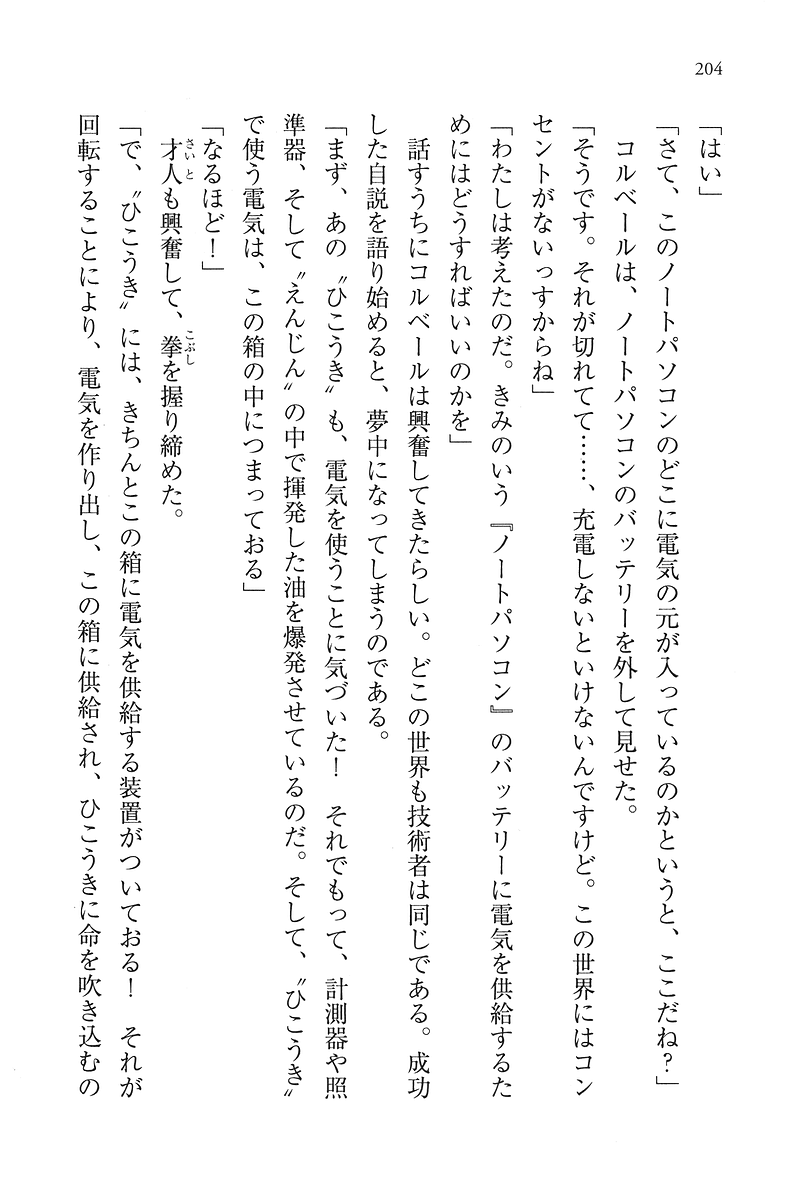 204
「はい」
「さて、このノートパソコンのどこに電気の元が入っているのかというと、ここだね？」
　コルベールは、ノートパソコンのバッテリーを外して見せた。
「そうです。それが切れてて……、充電しないといけないんですけど。この世界にはコン
セントがないっすからね」
「わたしは考えたのだ。きみのいう『ノートパソコン』のバッテリーに電気を供給するた
めにはどうすればいいのかを」
　話すうちにコルベールは興奮してきたらしい。どこの世界も技術者は同じである。成功
した自説を語り始めると、夢中になってしまうのである。
「まず、あの〝ひこうき〟も、電気を使うことに気づいた！　それでもって、計測器や照
準器、そして〝えんじん〟の中で揮発した油を爆発させているのだ。そして、〝ひこうき〟
で使う電気は、この箱の中につまっておる」
「なるほど！」
　才人も興奮して、拳を握り締めた。
「で、〝ひこうき〟には、きちんとこの箱に電気を供給する装置がついておる！　それが
回転することにより、電気を作り出し、この箱に供給され、ひこうきに命を吹き込むの
さいと
こぶし